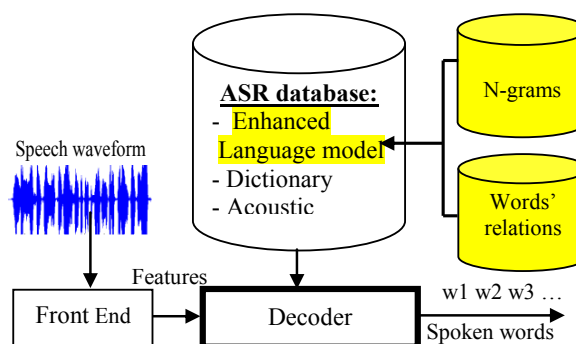 ASR database:
- Enhanced
Language model
- Dictionary
- Acoustic
N-grams
Words'
relations
Speech waveform
Features
Front End
Decoder
w1 w2 w3 ...
Spoken words